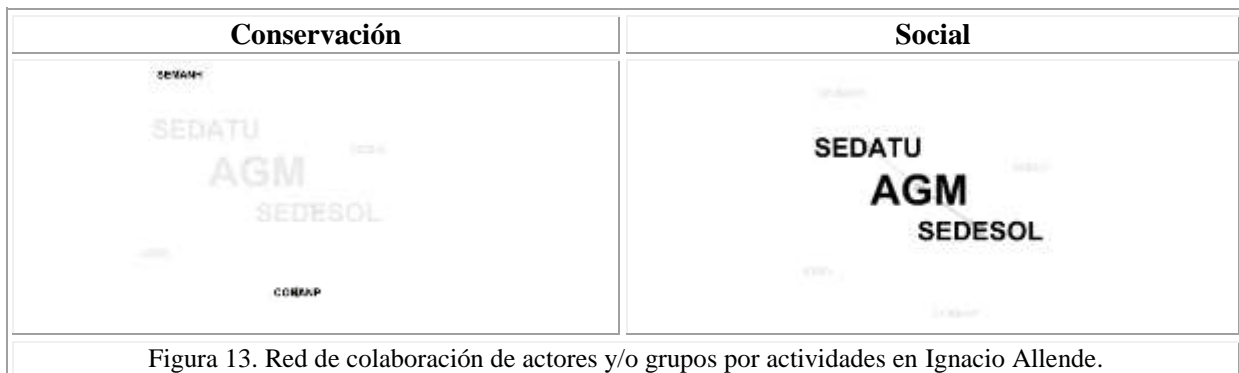 Conservación
Social
SEMANH
SEDATU
AGM
SEDESOL
CONANP
SEDATU
AGM
SEDESOL
Figura 13. Red de colaboración de actores y/o grupos por actividades en Ignacio Allende.